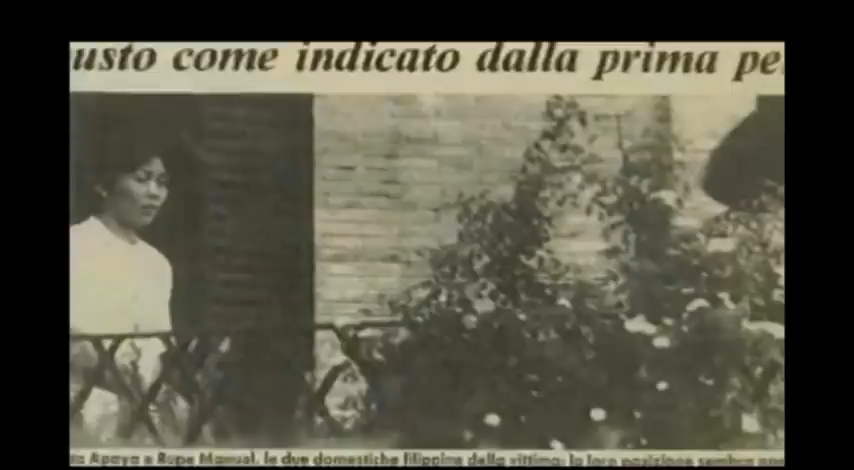 usto come indicato dalla prima pe
Apaya e Rupe Manual, le due domestiche filippine della vittima: la loro posizione sembra